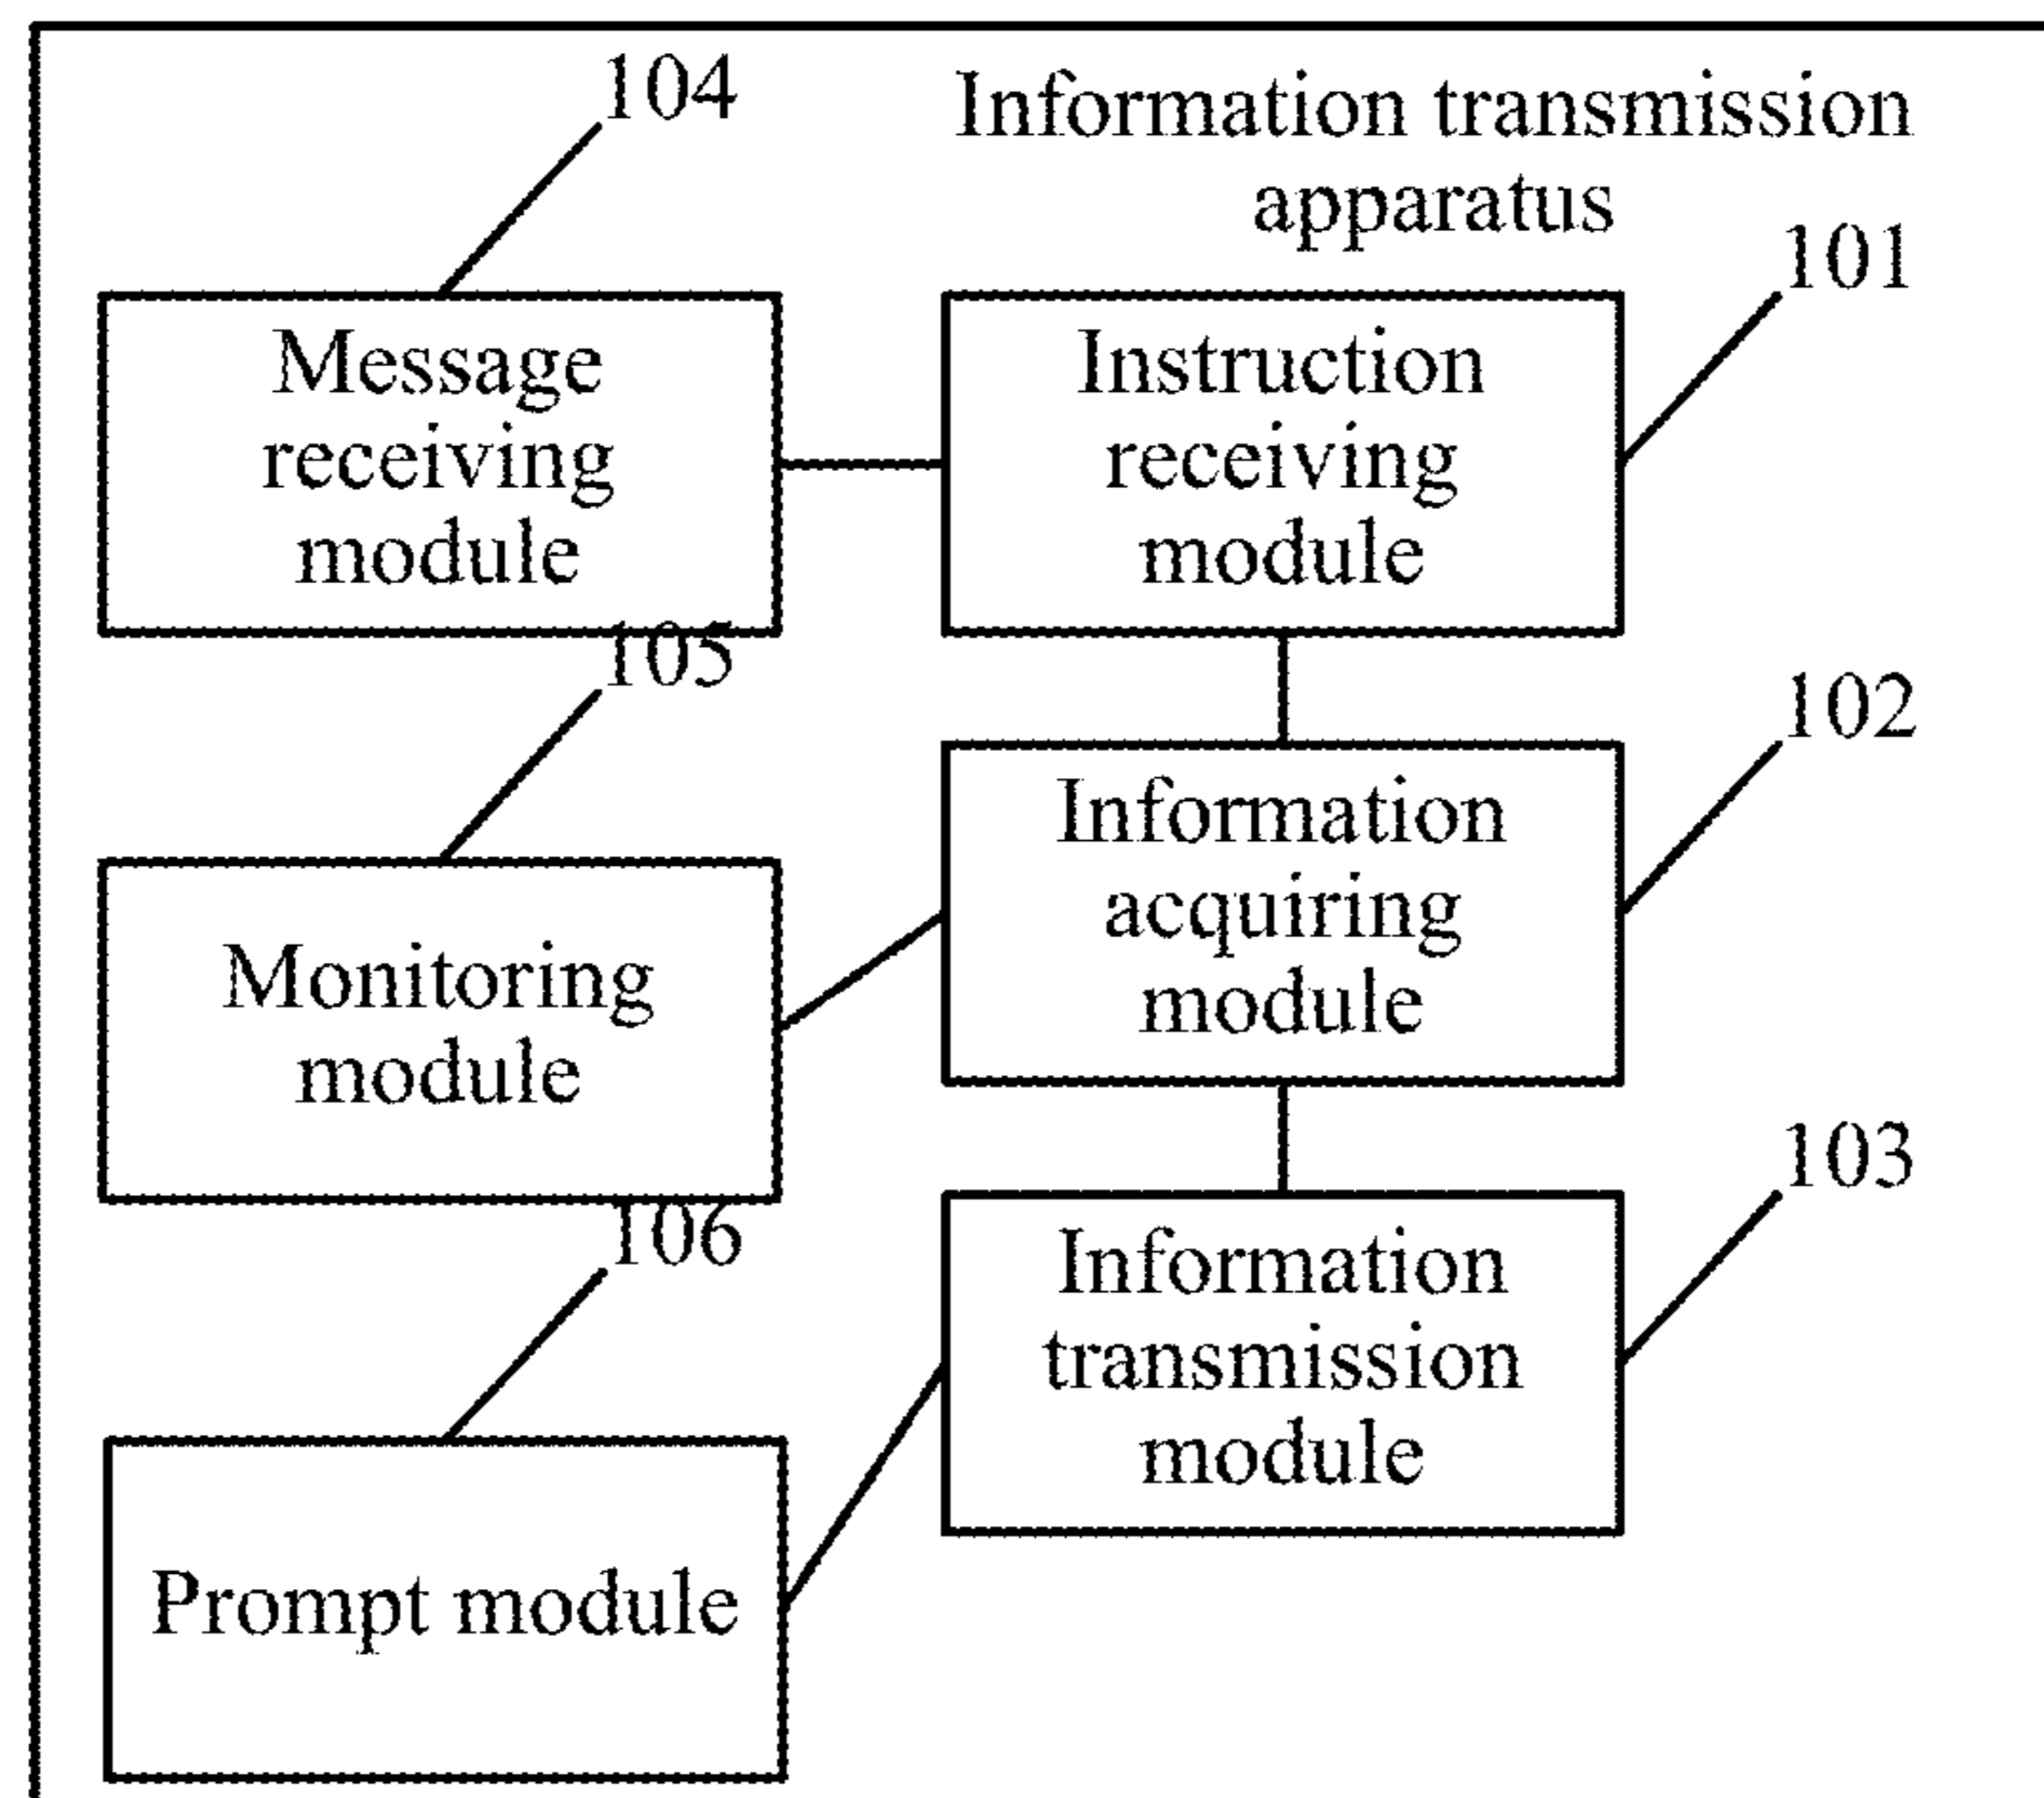 104
Information transmission
apparatus
101
Message
receiving
module
Instruction
receiving
module
105
102
Information
acquiring
module
Monitoring
module
103
106
Information
transmission
module
Prompt module